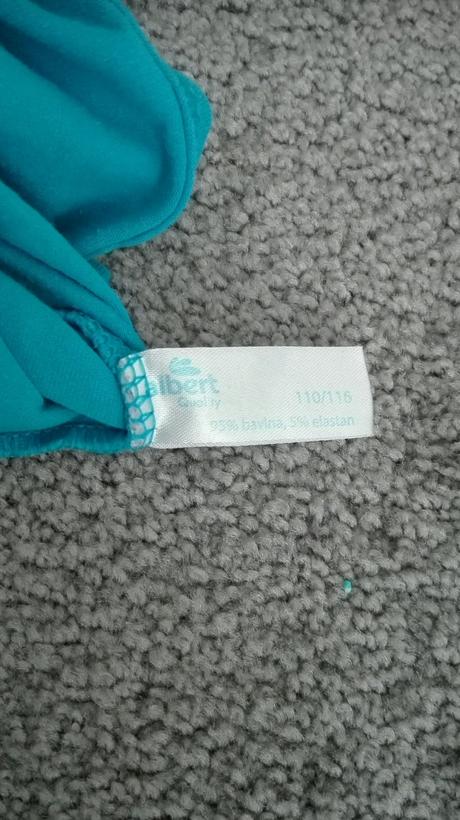 albert
Quality
110/116
95% bavlna, 5% elastan